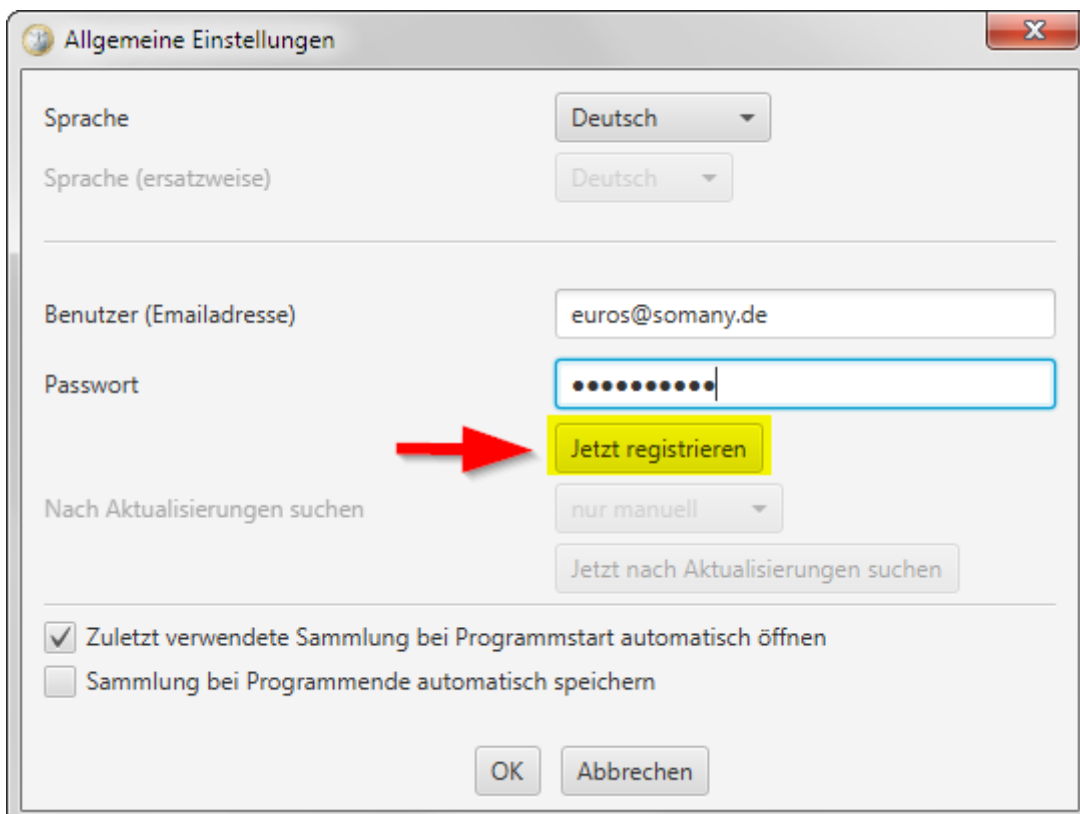 Allgemeine Einstellungen
Sprache Deutsch
Sprache (ersatzweise) Deutsch
Benutzer (Emailadresse) euros@somany.de
Passwort ••••••••••
Jetzt registrieren
Nach Aktualisierungen suchen nur manuell
Jetzt nach Aktualisierungen suchen
Zuletzt verwendete Sammlung bei Programmstart automatisch öffnen
Sammlung bei Programmende automatisch speichern
OK Abbrechen